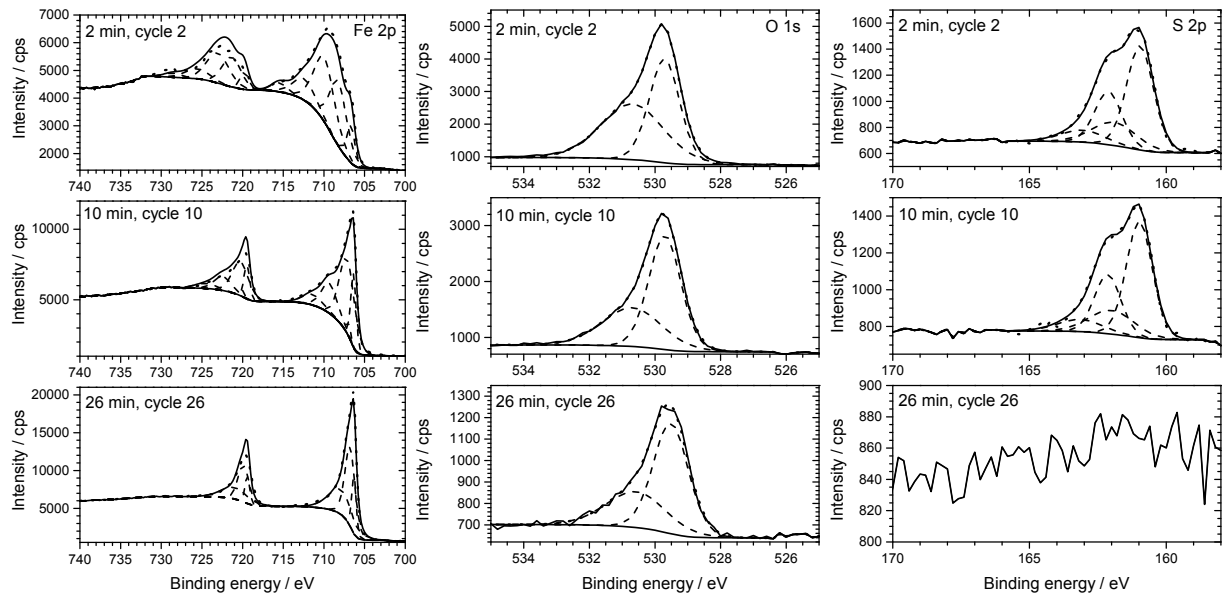 2 min, cycle 2 Fe 2p
7000
6000
5000
4000
3000
2000
Intensity / cps
740 735 730 725 720 715 710 705 700
2 min, cycle 2 O 1s
5000
4000
3000
2000
1000
Intensity / cps
534 532 530 528 526
2 min, cycle 2 S 2p
1600
1400
1200
1000
800
600
Intensity / cps
170 165 160
10 min, cycle 10
10000
5000
Intensity / cps
740 735 730 725 720 715 710 705 700
10 min, cycle 10
3000
2000
1000
Intensity / cps
534 532 530 528 526
10 min, cycle 10
1400
1200
1000
800
Intensity / cps
170 165 160
26 min, cycle 26
20000
15000
10000
5000
Intensity / cps
740 735 730 725 720 715 710 705 700
Binding energy / eV
26 min, cycle 26
1300
1200
1100
1000
900
800
700
Intensity / cps
534 532 530 528 526
Binding energy / eV
26 min, cycle 26
900
880
860
840
820
800
Intensity / cps
170 165 160
Binding energy / eV